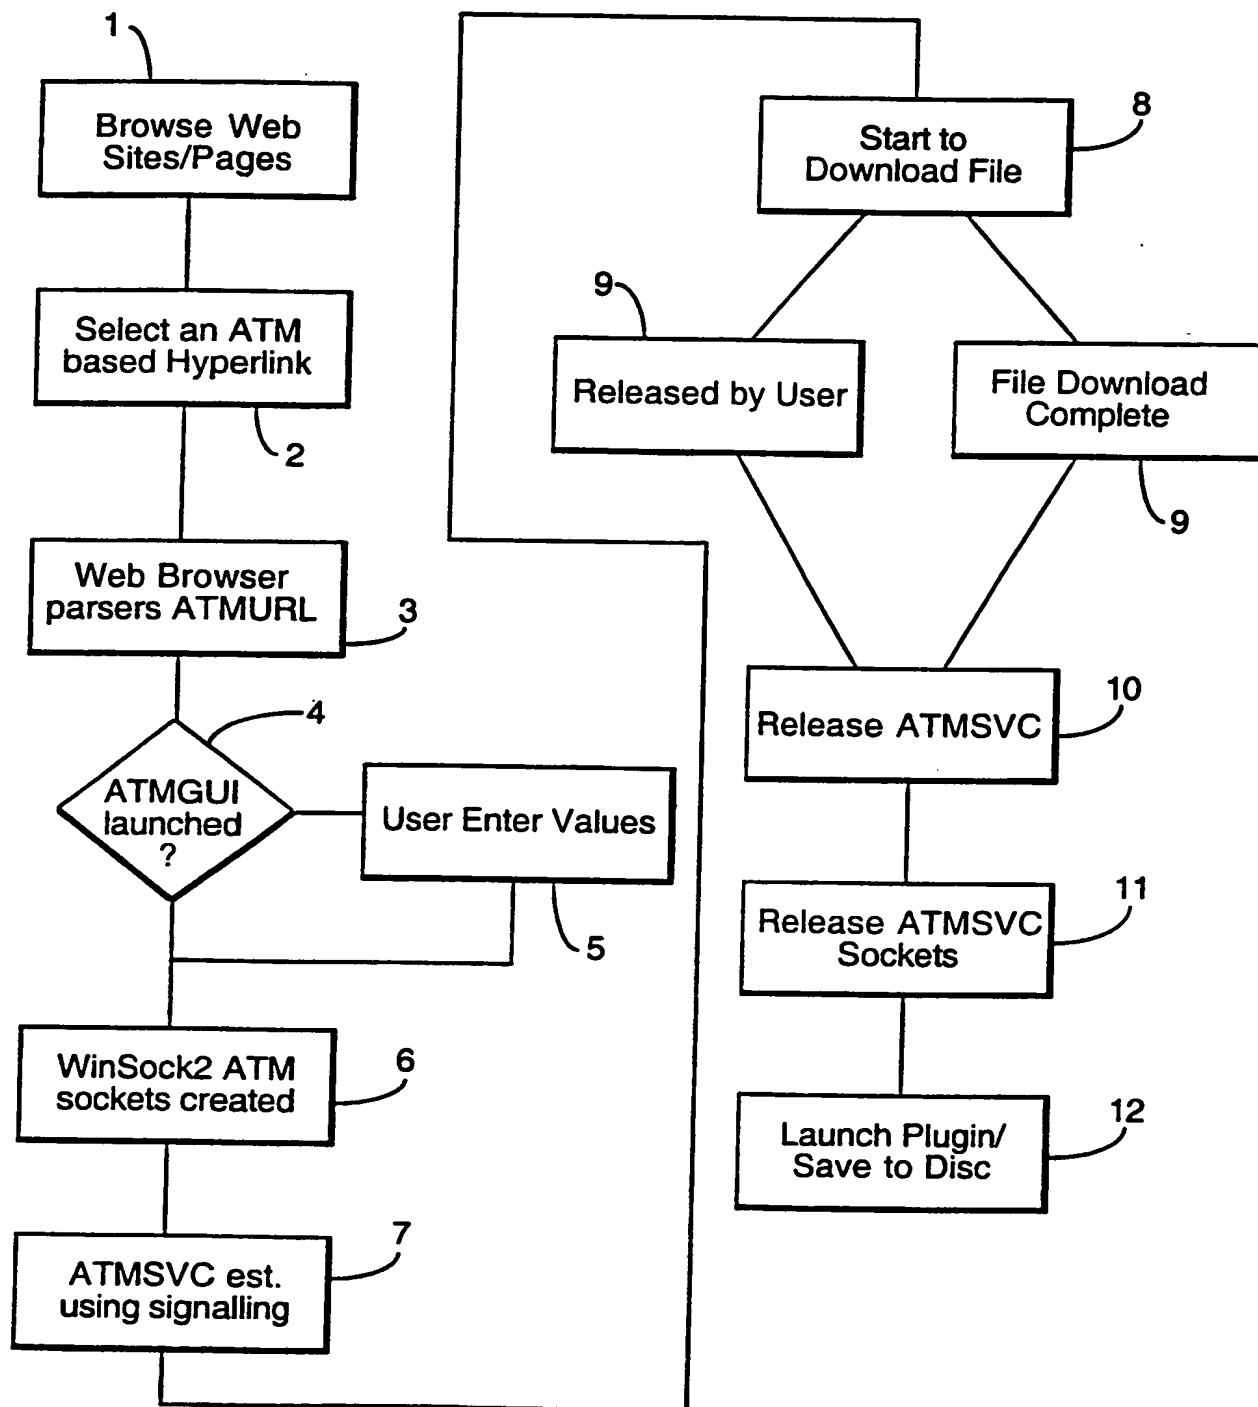 1
Browse Web
Sites/Pages
Select an ATM
based Hyperlink
2
Web Browser
parsers ATMURL
3
4
ATMGUI
launched
?
User Enter Values
5
WinSock2 ATM
sockets created
6
ATMSVC est.
using signalling
7
Start to
Download File
8
9
Released by User
File Download
Complete
9
Release ATMSVC
10
Release ATMSVC
Sockets
11
Launch Plugin/
Save to Disc
12